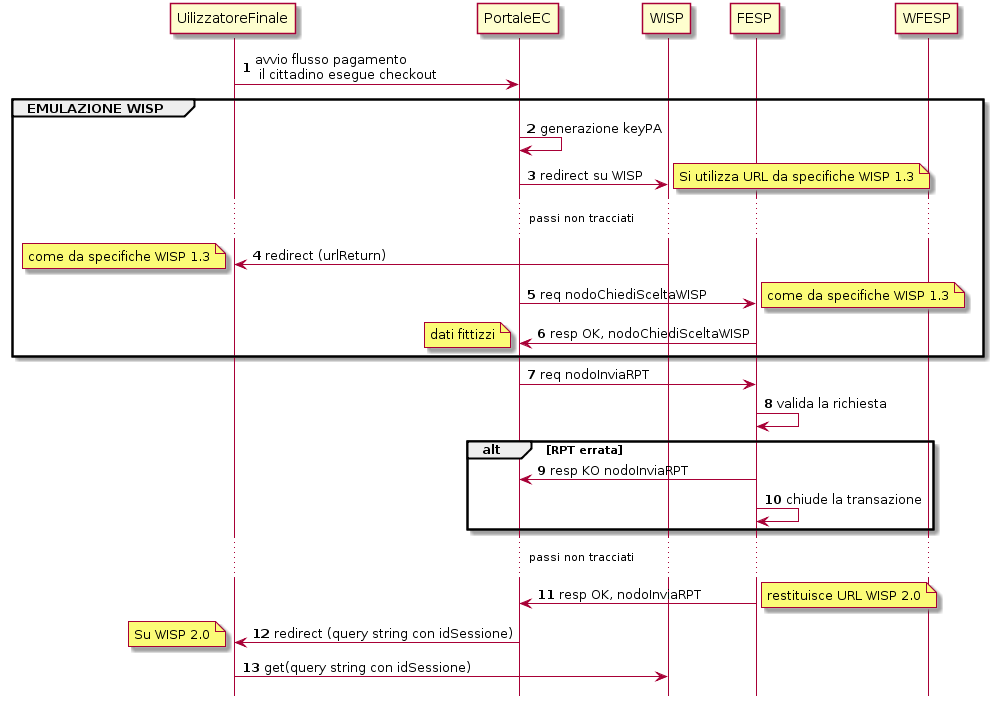 UilizzatoreFinale
PortaleEC
WISP
FESP
WFESP
1 avvio flusso pagamento
il cittadino esegue checkout
EMULAZIONE WISP
2 generazione keyPA
3 redirect su WISP
Si utilizza URL da specifiche WISP 1.3
passi non tracciati
come da specifiche WISP 1.3
4 redirect (urlReturn)
5 req nodoChiediSceltaWISP
come da specifiche WISP 1.3
dati fittizzi
6 resp OK, nodoChiediSceltaWISP
7 req nodoInviaRPT
8 valida la richiesta
alt
[RPT errata]
9 resp KO nodoInviaRPT
10 chiude la transazione
passi non tracciati
11 resp OK, nodoInviaRPT
restituisce URL WISP 2.0
Su WISP 2.0
12 redirect (query string con idSessione)
13 get(query string con idSessione)